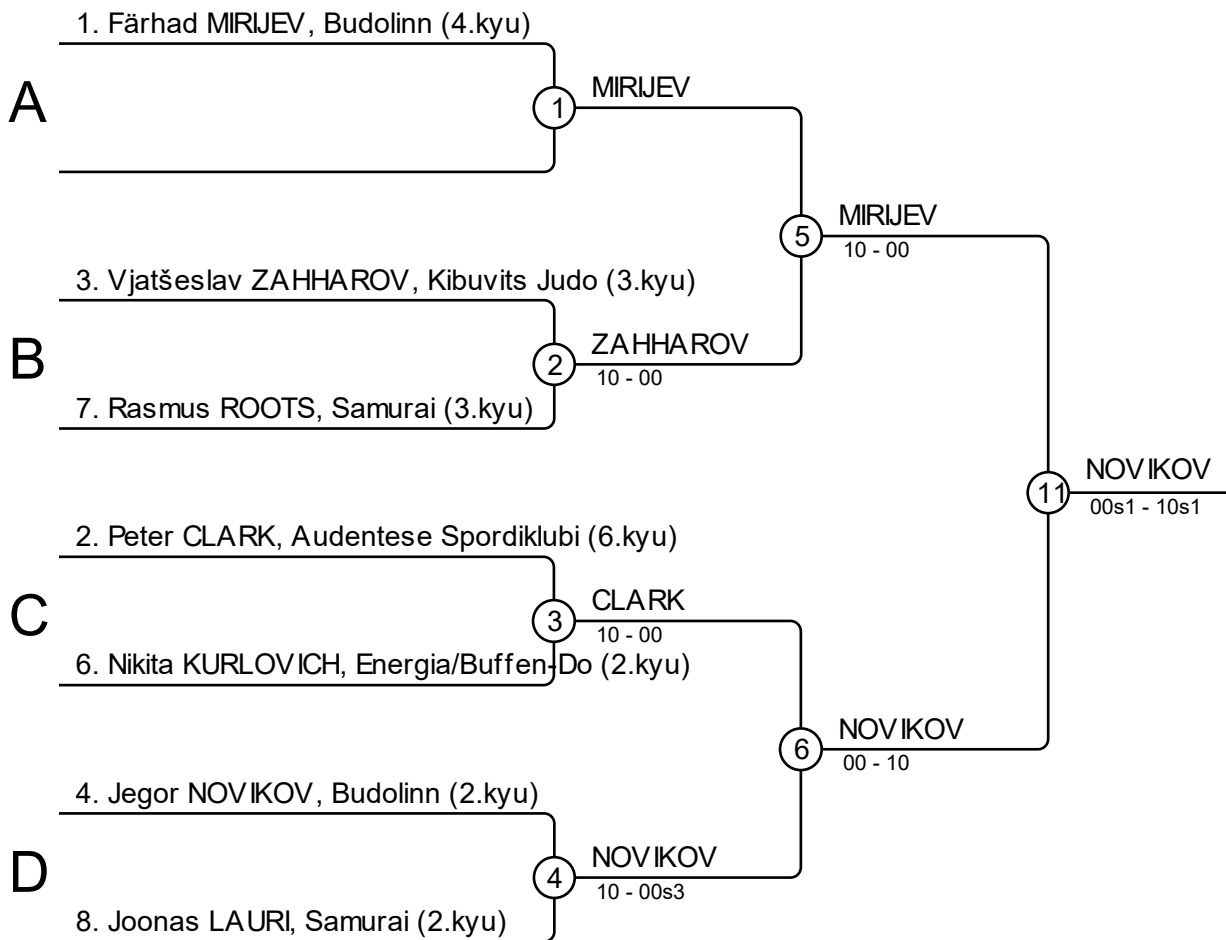 1. Färhad MIRIJEV, Budolinn (4.kyu)
A
1
MIRIJEV
5
MIRIJEV
10 - 00
3. Vjatšeslav ZAHHAROV, Kibuvits Judo (3.kyu)
B
2
ZAHHAROV
10 - 00
7. Rasmus ROOTS, Samurai (3.kyu)
11
NOVIKOV
00s1 - 10s1
2. Peter CLARK, Audentese Spordiklubi (6.kyu)
C
3
CLARK
10 - 00
6. Nikita KURLOVICH, Energia/Buffen-Do (2.kyu)
6
NOVIKOV
00 - 10
4. Jegor NOVIKOV, Budolinn (2.kyu)
D
4
NOVIKOV
10 - 00s3
8. Joonas LAURI, Samurai (2.kyu)